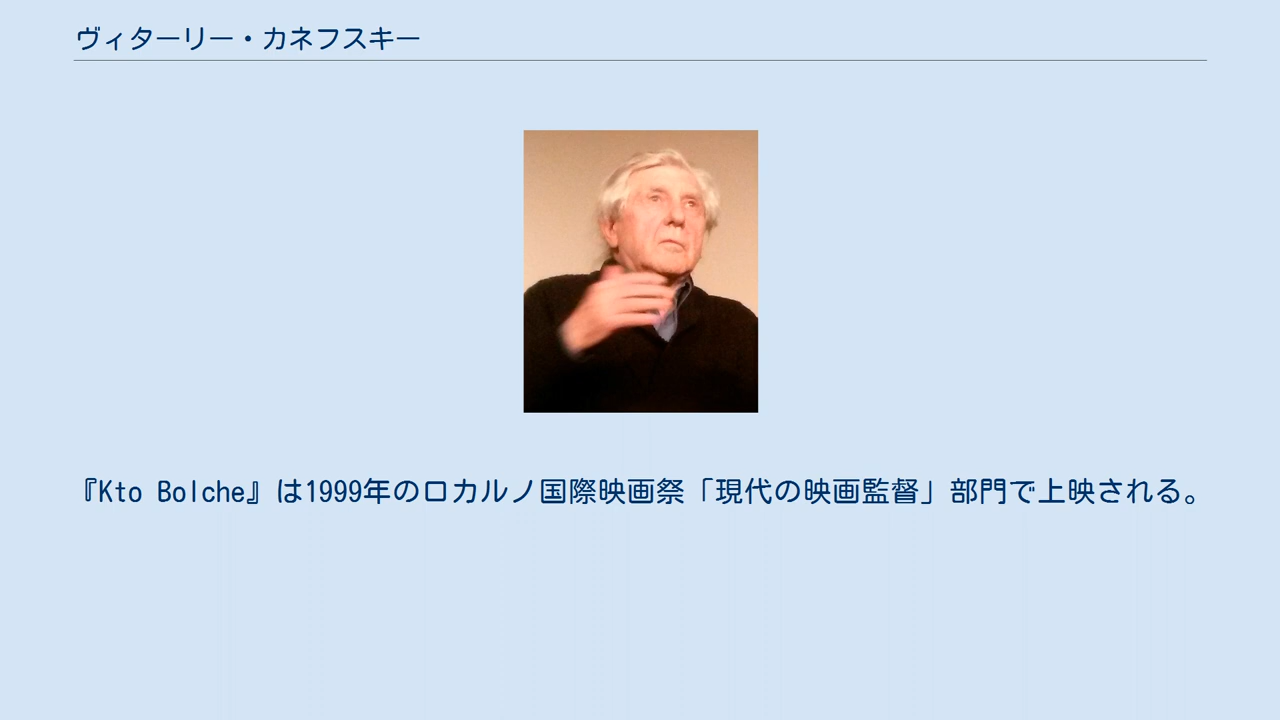 ヴィターリー・カネフスキー
『Kto Bolche』は1999年のロカルノ国際映画祭「現代の映画監督」部門で上映される。